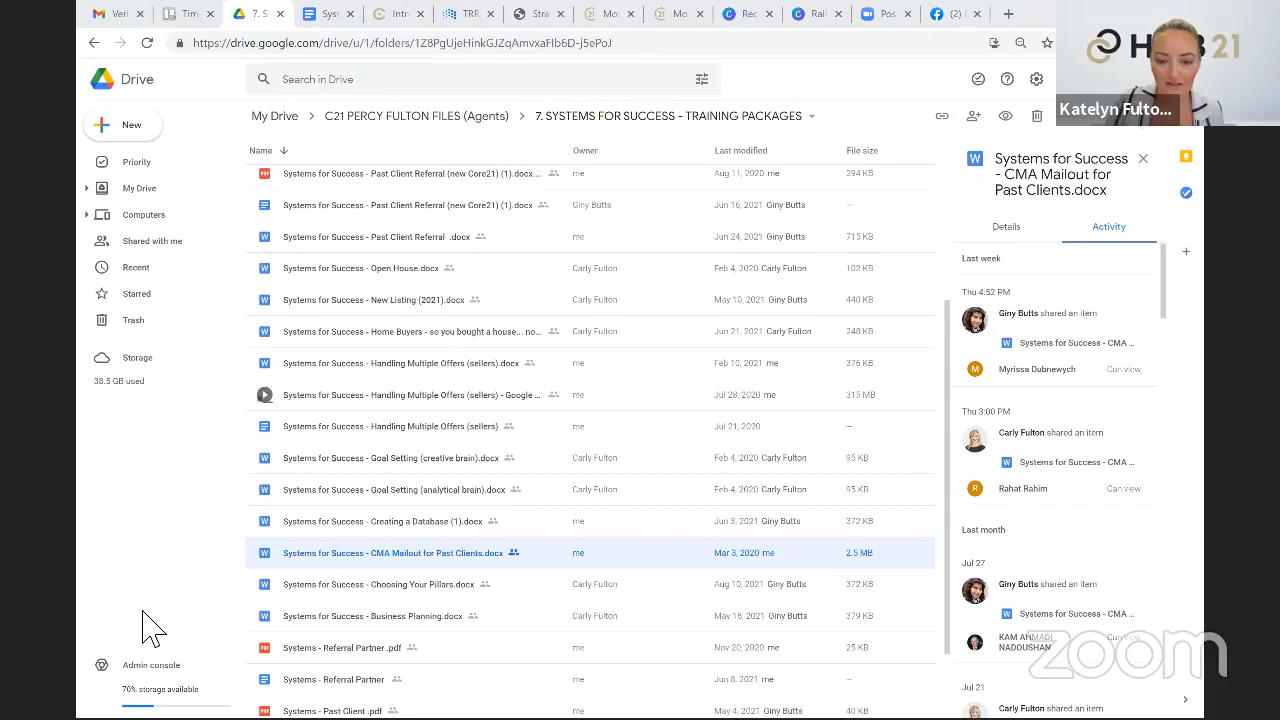 Veri
Time
7. S
Syst
Intr
TRR
Stre
Mo
Ho
Rec
Rail
Pos
(2)
https://drive.google.com/drive/u/1/folders/1Z8PgUjeHinkGJZqAmvxaFIb6D-j5ePoJ
21
Katelyn Fulto...
Drive
Search in Drive
New
My Drive
C21 PERCY FULTON FILES (Agents)
7. SYSTEMS FOR SUCCESS - TRAINING PACKAGES
Priority
My Drive
Computers
Shared with me
Recent
Starred
Trash
Storage
38.5 GB used
Admin console
70% storage available
Name Owner Last modified File size
Systems for Success - Past Client Referral (new Core21) (1).docx.... me Aug 11, 2020 me 294 KB
Systems for Success - Past Client Referral (new Core21) (1).docx Giny Butts Jun 16, 2021 Giny Butts –
Systems for Success - Past Client Referral .docx me Jun 24, 2021 Giny Butts 715 KB
Systems for Success - Open House.docx Carly Fulton Feb 4, 2020 Carly Fulton 102 KB
Systems for Success - New Listing (2021).docx Carly Fulton May 10, 2021 Giny Butts 440 KB
Systems for Success - Home Buyers - so you bought a house... no... Carly Fulton Jun 21, 2021 Carly Fulton 248 KB
Systems for Success - Handling Multiple Offers (sellers).docx me Feb 10, 2021 me 376 KB
Systems for Success - Handling Multiple Offers (sellers) - Google ... me Jul 28, 2020 me 315 MB
Systems for Success - Handling Multiple Offers (sellers) me Jul 21, 2020 –
Systems for Success - Goal Setting (creative brain).docx Carly Fulton Feb 4, 2020 Carly Fulton 95 KB
Systems for Success - Goal Setting (analytical brain).docx Carly Fulton Feb 4, 2020 Carly Fulton 95 KB
Systems for Success - Creating a Database (1).docx me Jun 3, 2021 Giny Butts 372 KB
Systems for Success - CMA Mailout for Past Clients.docx me Mar 3, 2020 me 2.5 MB
Systems for Success - Choosing Your Pillars.docx Carly Fulton Aug 10, 2021 Giny Butts 372 KB
Systems for Success - Business Planning.docx Carly Fulton May 18, 2021 Giny Butts 379 KB
Systems - Referral Partner .pdf me Nov 20, 2020 me 25 KB
Systems - Referral Partner me Jun 8, 2021 me –
Systems - Past Client .pdf me Aug 11, 2020 me 40 KB
Systems for Success
- CMA Mailout for
Past Clients.docx
Details Activity
Last week
Thu 4:52 PM
Giny Butts shared an item
Systems for Success - CMA ...
M Myrissa Dubnewych Can view
Thu 3:00 PM
Carly Fulton shared an item
Systems for Success - CMA ...
R Rahat Rahim Can view
Last month
Jul 27
Giny Butts shared an item
Systems for Success - CMA ...
KAM AHMADI Can view
NADOUSHAN
Jul 21
Carly Fulton shared an item
zoom